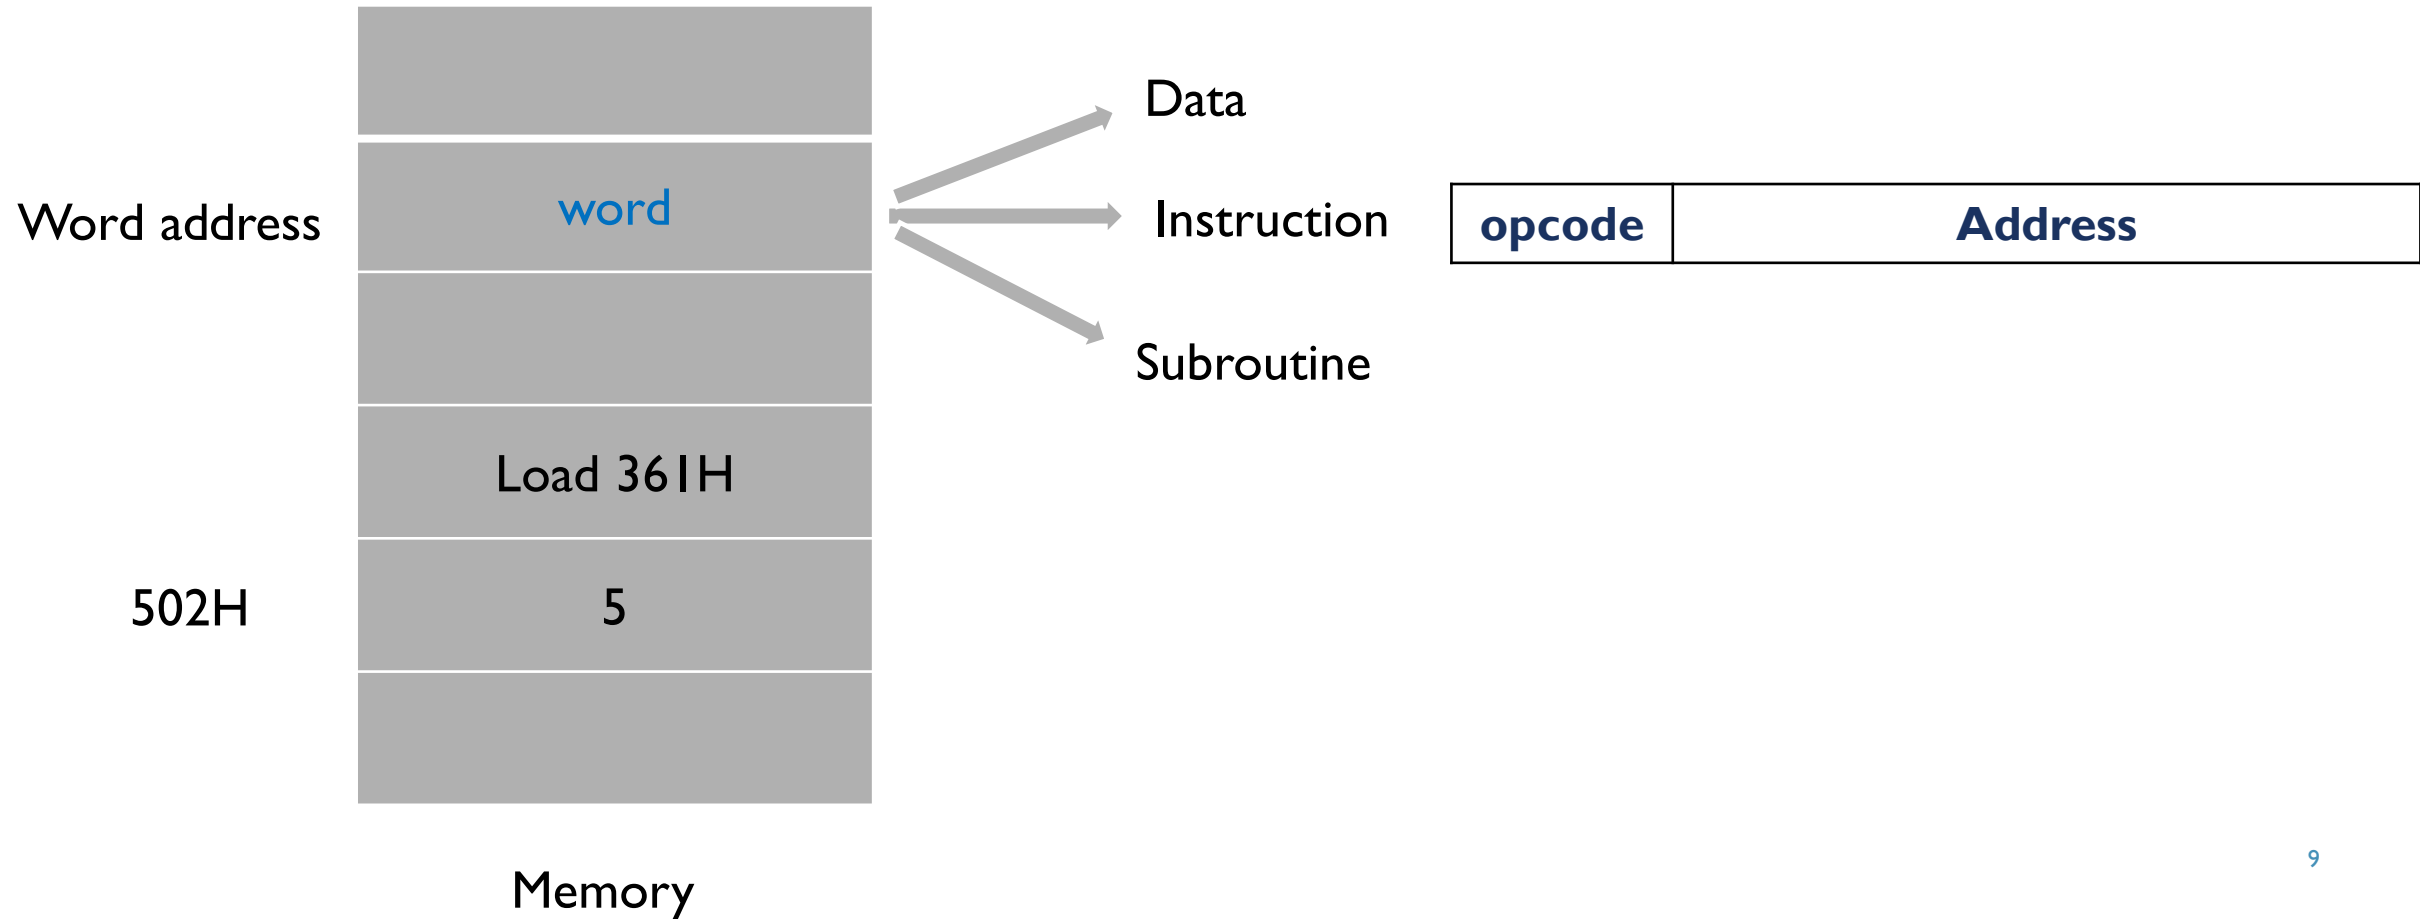 Data
Word address
word
Instruction
opcode
Address
Subroutine
Load 361H
502H
5
9
Memory